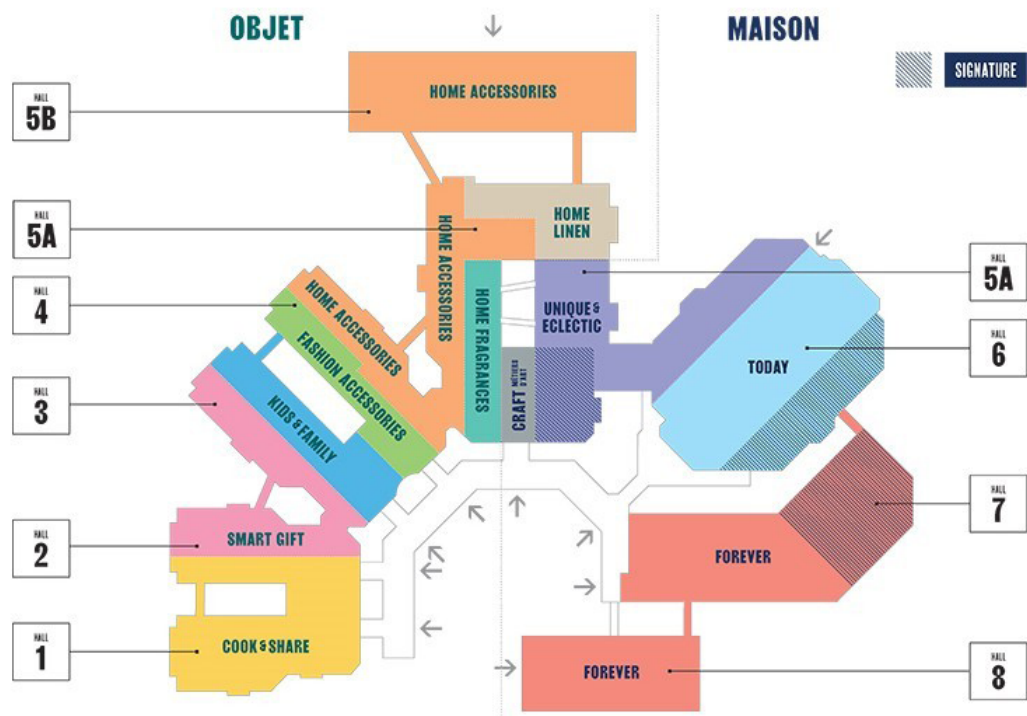 OBJET
MAISON
SIGNATURE
HALL
5B
HOME ACCESSORIES
HALL
5A
HOME ACCESSORIES
HOME
LINEN
HALL
5A
HALL
4
HOME ACCESSORIES
FASHION ACCESSORIES
HOME FRAGRANCES
UNIQUE &
ECLECTIC
CRAFT MÉTIERS
D'ART
TODAY
HALL
6
HALL
3
KIDS & FAMILY
HALL
2
SMART GIFT
HALL
7
FOREVER
HALL
1
COOK & SHARE
FOREVER
HALL
8